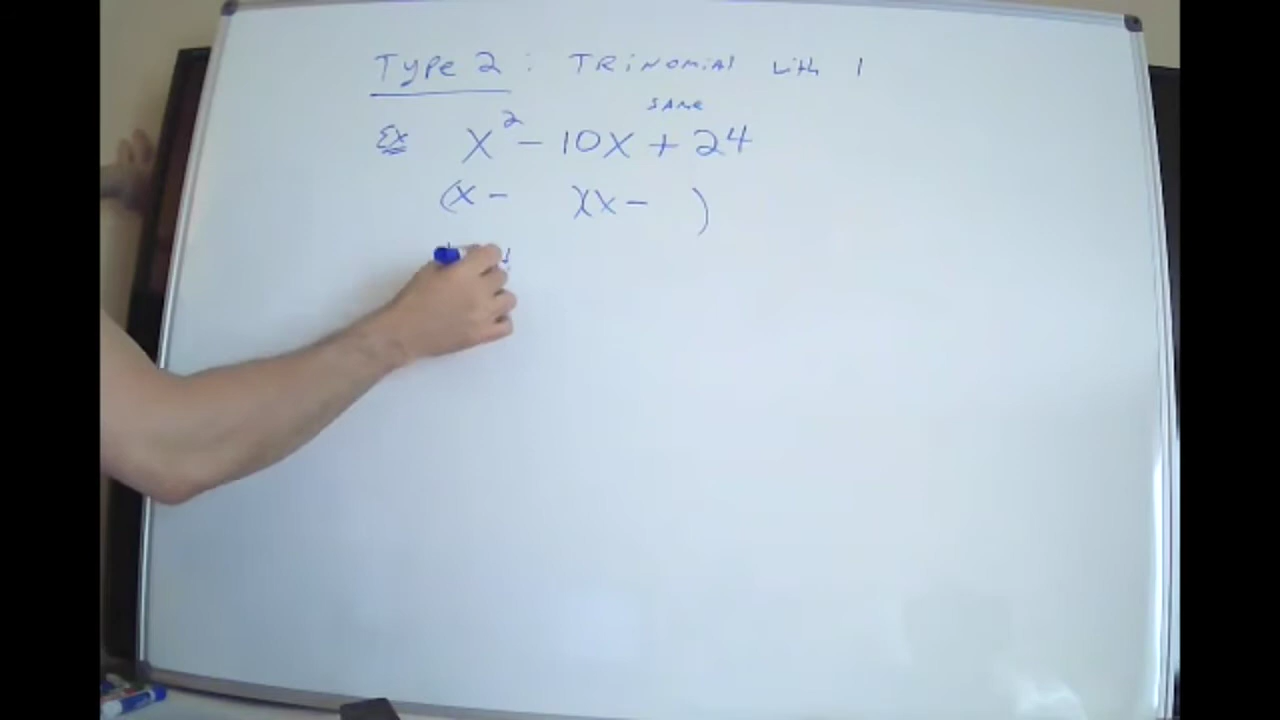 Type 2 : TRiNomial with 1
SAME
Ex x² - 10x + 24
(x -   )(x -   )